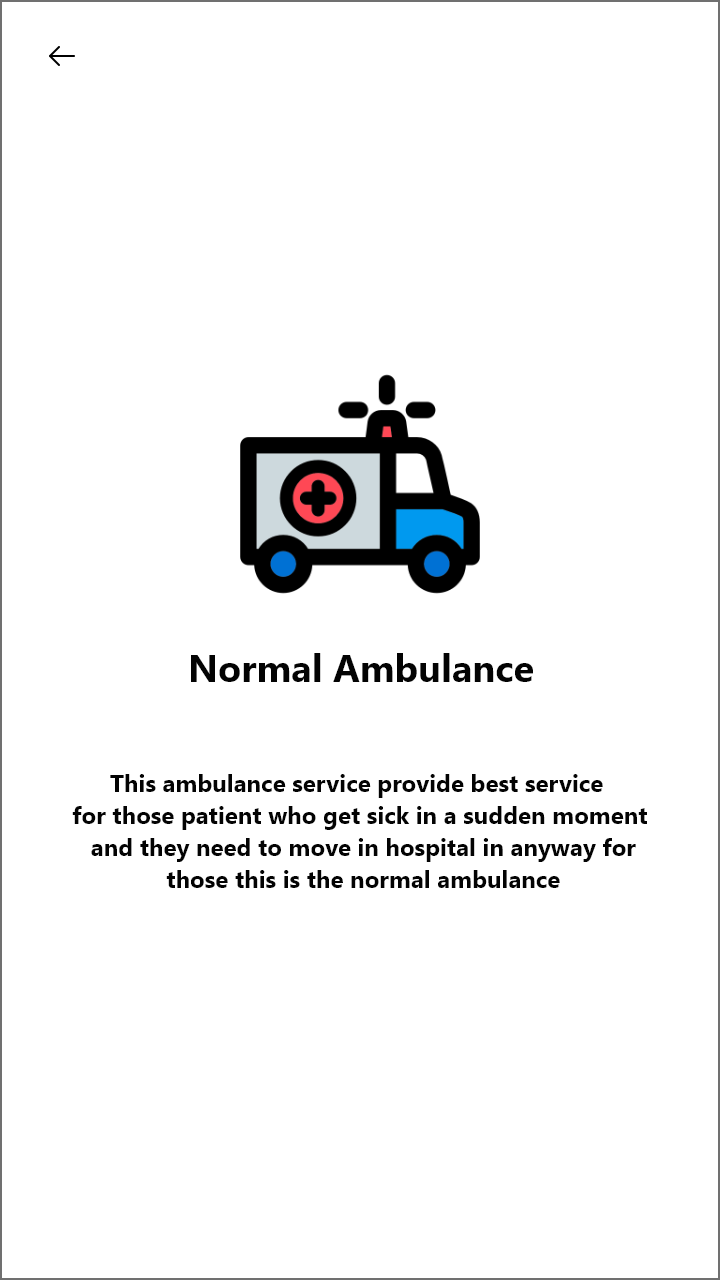 Normal Ambulance
This ambulance service provide best service
for those patient who get sick in a sudden moment
and they need to move in hospital in anyway for
those this is the normal ambulance